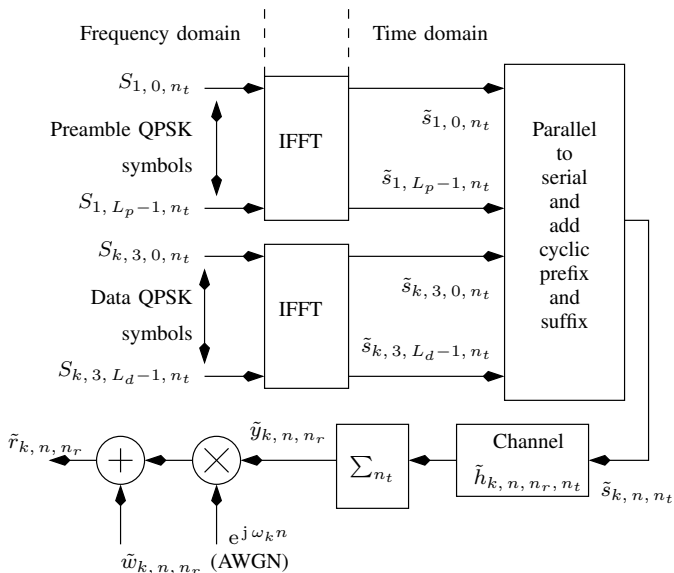 Frequency domain
Time domain
S_{1, 0, n_t}
Preamble QPSK
symbols
S_{1, L_p−1, n_t}
IFFT
s̃_{1, 0, n_t}
s̃_{1, L_p−1, n_t}
S_{k, 3, 0, n_t}
Data QPSK
symbols
S_{k, 3, L_d−1, n_t}
IFFT
s̃_{k, 3, 0, n_t}
s̃_{k, 3, L_d−1, n_t}
Parallel
to
serial
and
add
cyclic
prefix
and
suffix
r̃_{k, n, n_r}
+
×
ỹ_{k, n, n_r}
∑_{n_t}
Channel
h̃_{k, n, n_r, n_t}
s̃_{k, n, n_t}
e^{j ω_k n}
w̃_{k, n, n_r} (AWGN)